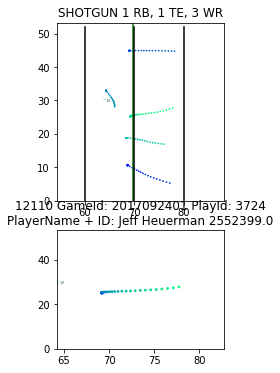 SHOTGUN 1 RB, 1 TE, 3 WR
50
40
30
20
10
0
60 70 80
12110 GameId: 2017092401 PlayId: 3724
PlayerName + ID: Jeff Heuerman 2552399.0
40
20
0
65 70 75 80